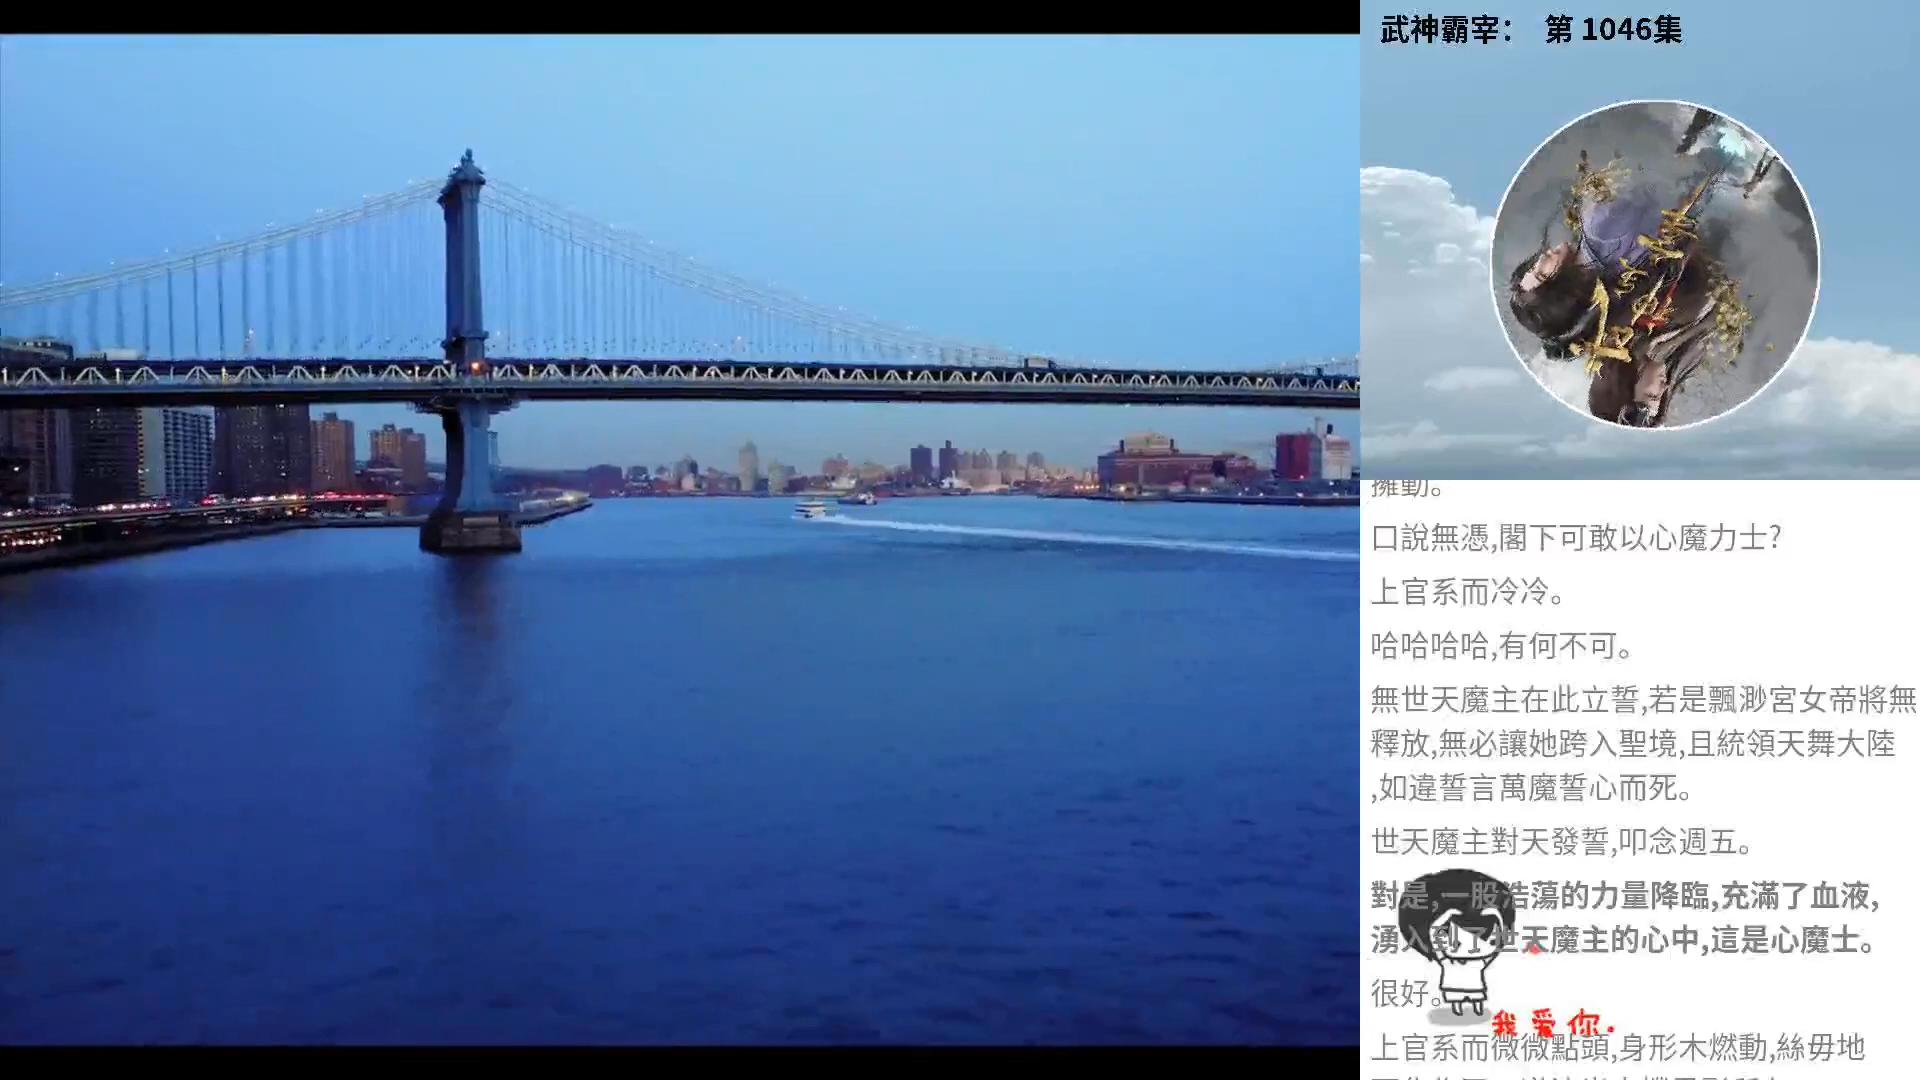 武神霸宰： 第 1046集
擁動。
口說無憑,閣下可敢以心魔力士?
上官系而冷冷。
哈哈哈哈,有何不可。
無世天魔主在此立誓,若是飄渺宮女帝將無
釋放,無必讓她跨入聖境,且統領天舞大陸
,如違誓言萬魔誓心而死。
世天魔主對天發誓,叩念週五。
對是,一股浩蕩的力量降臨,充滿了血液,
湧入到了世天魔主的心中,這是心魔士。
很好。
我爱你.
上官系而微微點頭,身形木燃動,絲毋地